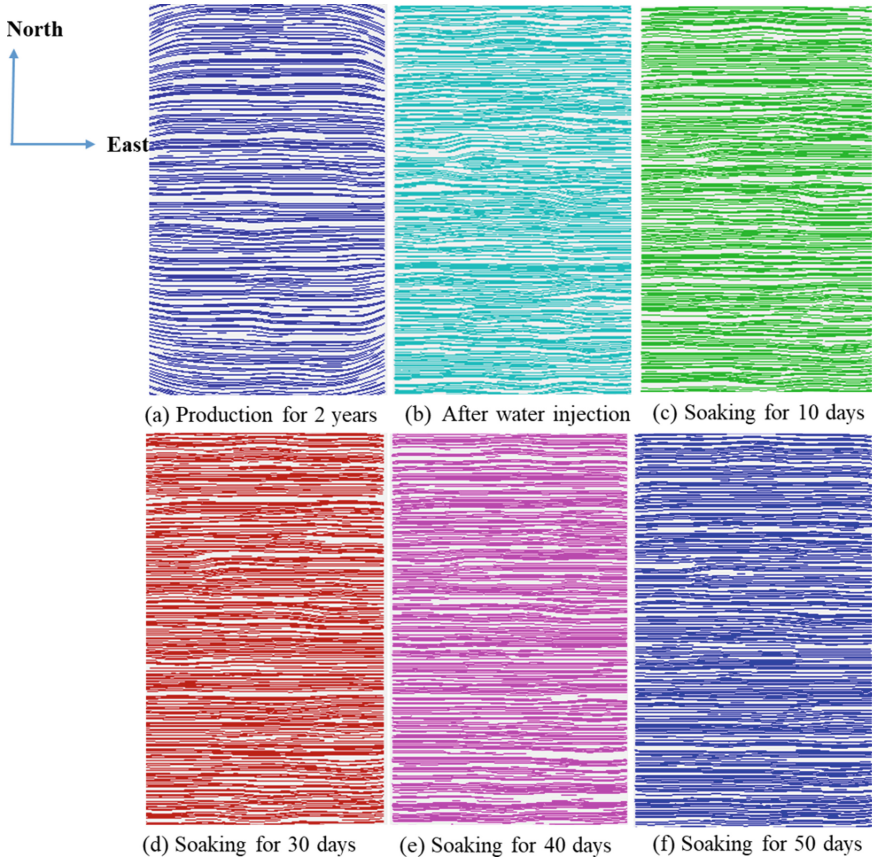 North
East
(a) Production for 2 years
(b) After water injection
(c) Soaking for 10 days
(d) Soaking for 30 days
(e) Soaking for 40 days
(f) Soaking for 50 days